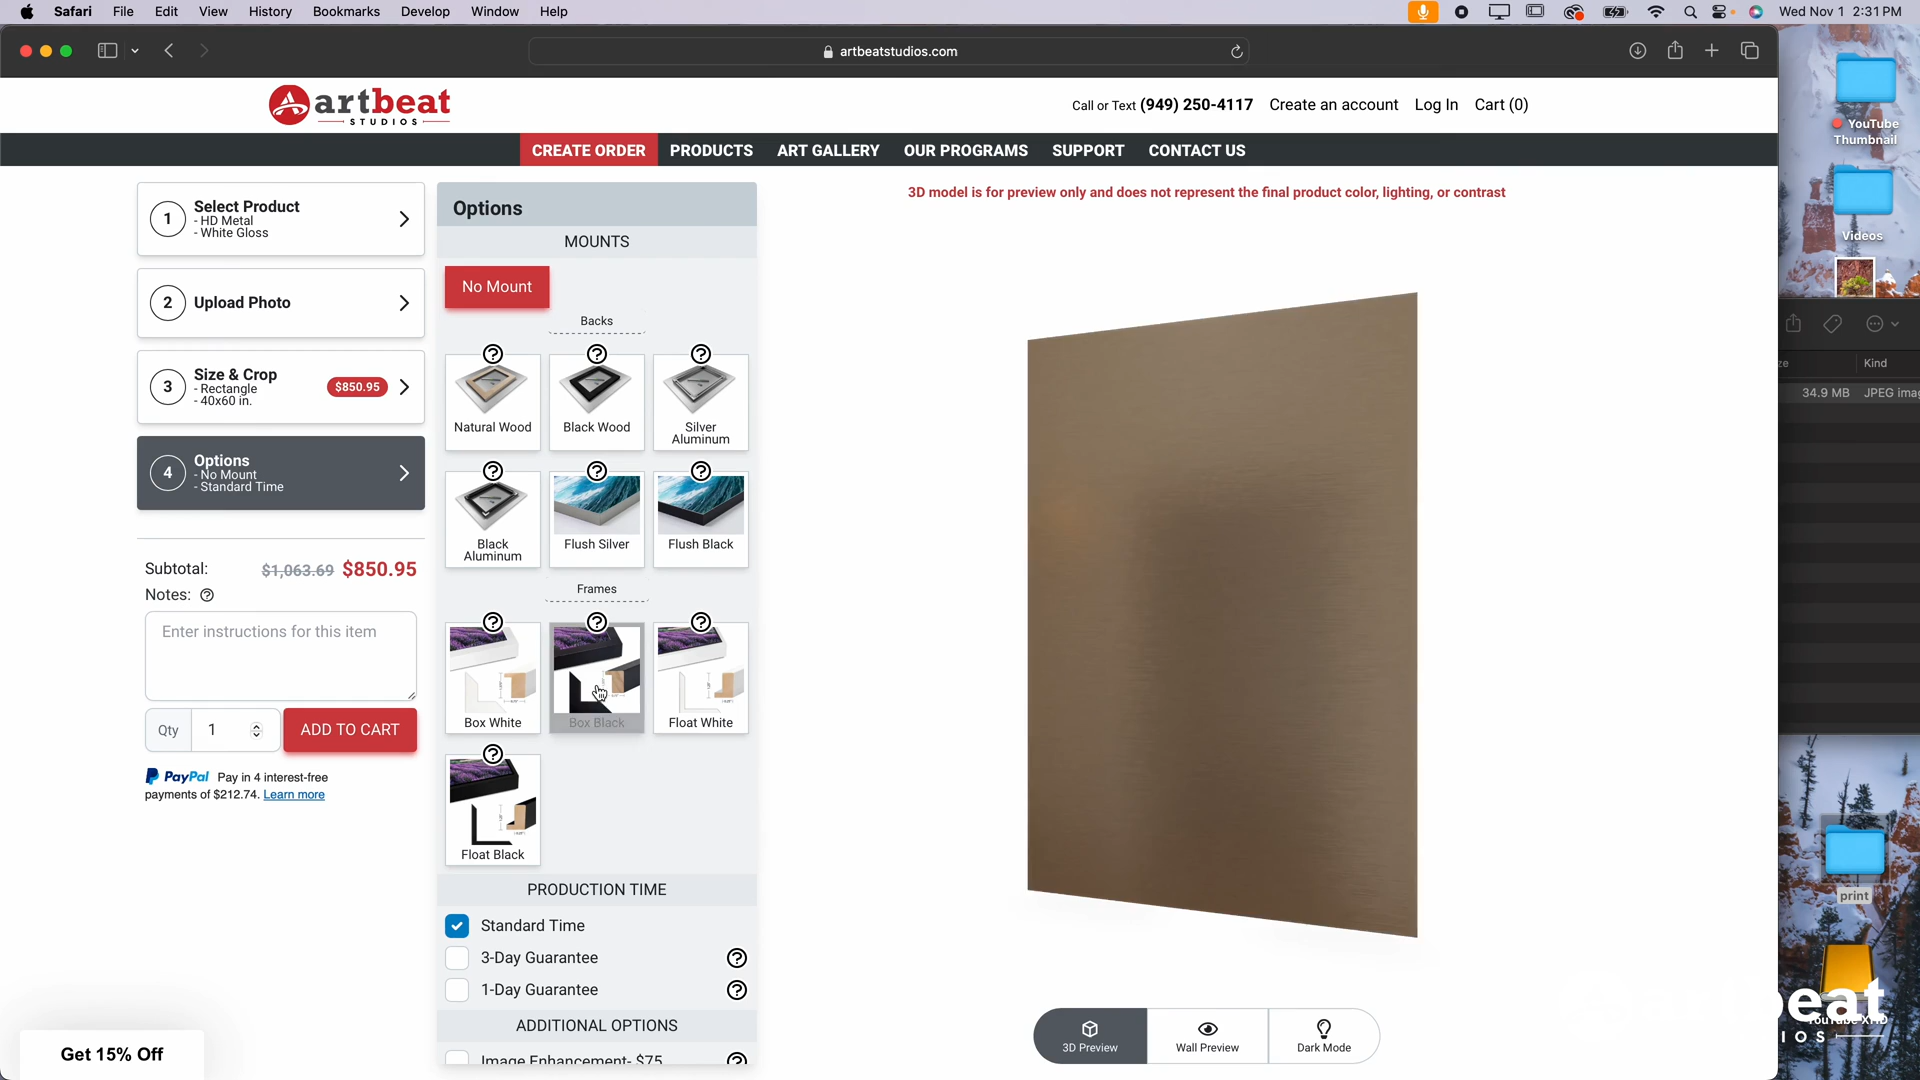 Safari File Edit View History Bookmarks Develop Window Help
Wed Nov 1 2:31 PM
artbeatstudios.com
artbeat
STUDIOS
Call or Text (949) 250-4117 Create an account Log In Cart (0)
CREATE ORDER PRODUCTS ART GALLERY OUR PROGRAMS SUPPORT CONTACT US
1 Select Product
- HD Metal
- White Gloss
2 Upload Photo
3 Size & Crop
- Rectangle
- 40x60 in.
$850.95
4 Options
- No Mount
- Standard Time
Subtotal: $1,063.69 $850.95
Notes: ?
Enter instructions for this item
Qty 1 ADD TO CART
PayPal Pay in 4 interest-free
payments of $212.74. Learn more
Get 15% Off
Options
MOUNTS
No Mount
Backs
? ? ?
Natural Wood Black Wood Silver
Aluminum
? ? ?
Black
Aluminum
Flush Silver Flush Black
Frames
? ? ?
Box White Box Black Float White
?
Float Black
PRODUCTION TIME
Standard Time
3-Day Guarantee ?
1-Day Guarantee ?
ADDITIONAL OPTIONS
Image Enhancement- $75 ?
3D model is for preview only and does not represent the final product color, lighting, or contrast
3D Preview Wall Preview Dark Mode
YouTube
Thumbnail
Videos
Kind
34.9 MB JPEG imag
print
beat